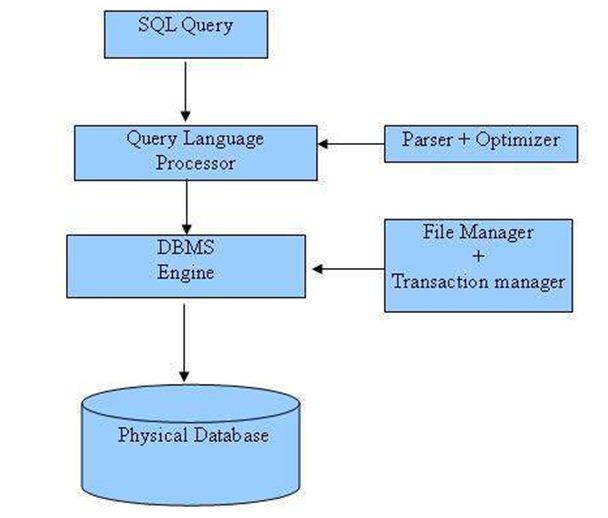 SQL Query
Query Language
Processor
Parser + Optimizer
DBMS
Engine
File Manager
+
Transaction manager
Physical Database